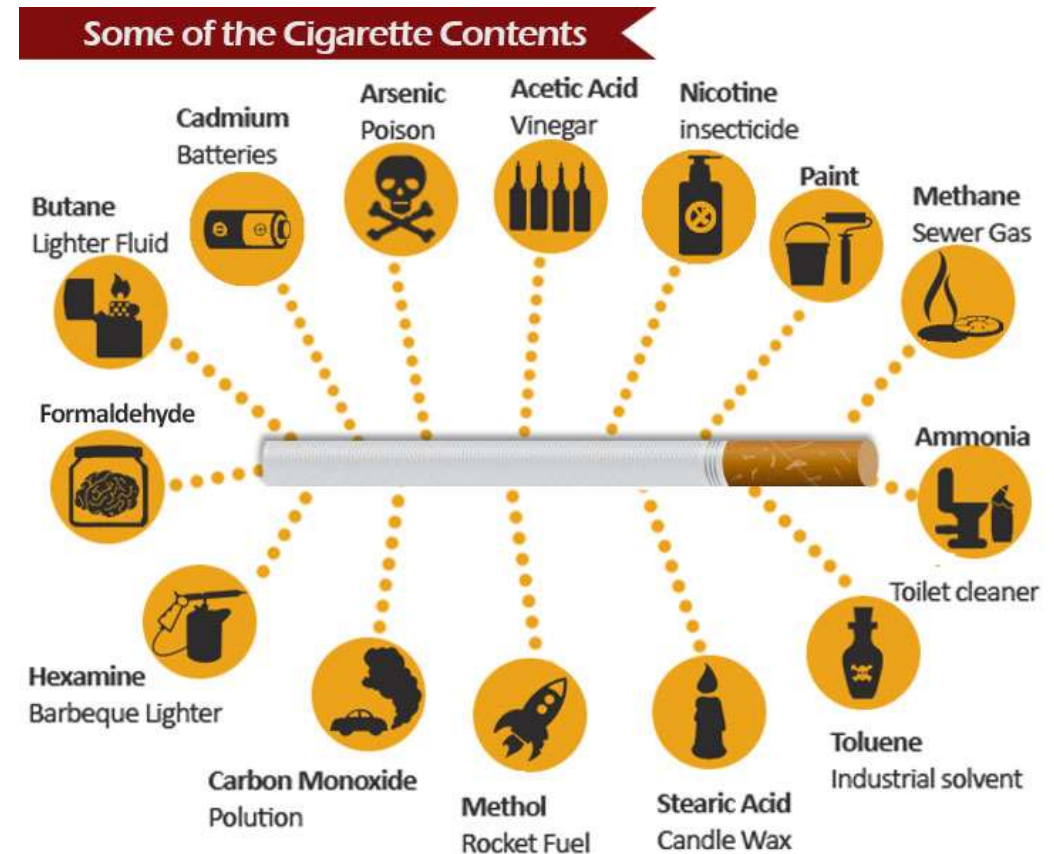 Some of the Cigarette Contents
Butane
Lighter Fluid
Cadmium
Batteries
Arsenic
Poison
Acetic Acid
Vinegar
Nicotine
insecticide
Paint
Methane
Sewer Gas
Formaldehyde
Ammonia
Toilet cleaner
Hexamine
Barbeque Lighter
Carbon Monoxide
Polution
Methol
Rocket Fuel
Stearic Acid
Candle Wax
Toluene
Industrial solvent